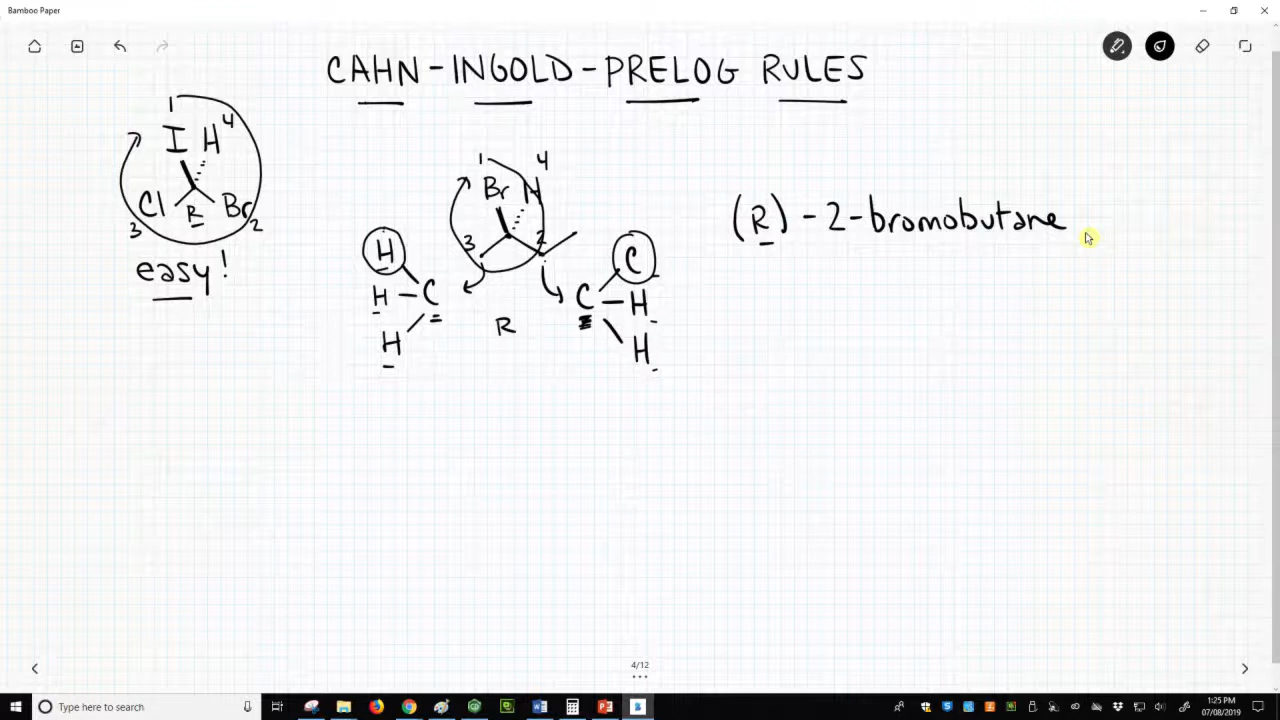 Bamboo Paper
CAHN-INGOLD-PRELOG RULES
1
I H 4
Cl R Br
3 2
easy!
1 4
Br H
3 2
H C
H - C C - H
H R H
(R) - 2 - bromobutane
4/12
Type here to search
1:25 PM
07/08/2019